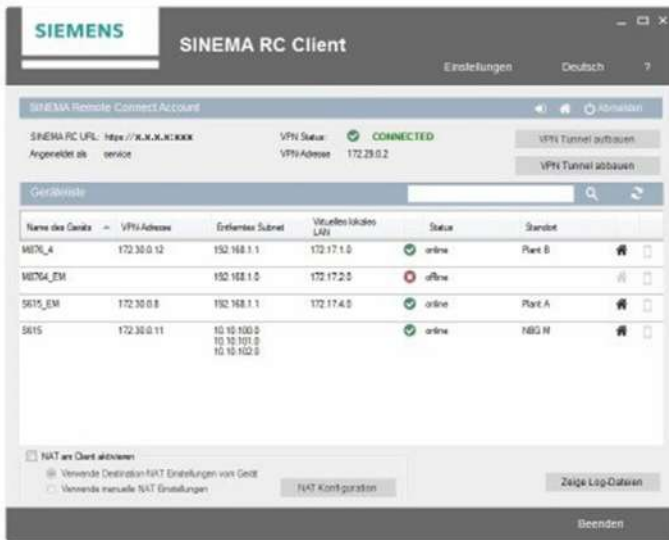 SIEMENS
SINEMA RC Client
Einstellungen Deutsch ?
SINEMA Remote Connect Account Abmelden
SINEMA RC URL: https://x.x.x.x:xxx VPN Status: CONNECTED VPN Tunnel aufbauen
Angemeldet als service VPN-Adresse 172.29.0.2 VPN Tunnel abbauen
Geräteliste
Name des Geräts VPN-Adresse Entferntes Subnet Virtuelles lokales LAN Status Standort
M876_4 172.30.0.12 192.168.1.1 172.17.1.0 online Plant B
M8764_EM 192.168.1.0 172.17.2.0 offline
S615_EM 172.30.0.8 192.168.1.1 172.17.4.0 online Plant A
S615 172.30.0.11 10.10.100.0 online NBG M
10.10.101.0
10.10.102.0
NAT am Client aktivieren
Verwende Destination-NAT Einstellungen vom Gerät
Verwende manuelle NAT Einstellungen
NAT Konfiguration
Zeige Log-Dateien
Beenden